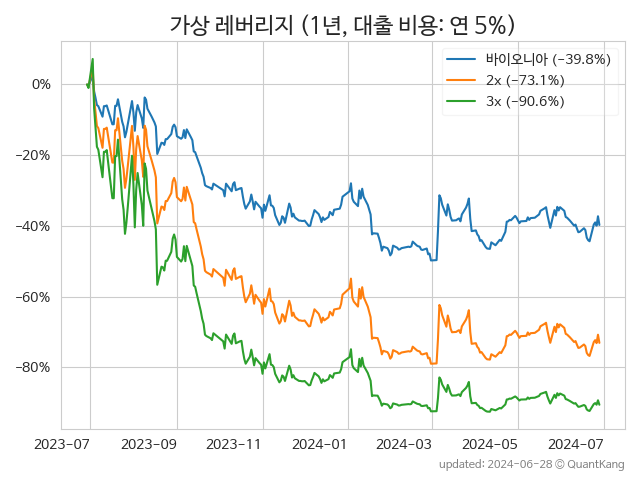 가상 레버리지 (1년, 대출 비용: 연 5%)
바이오니아 (−39.8%)
2x (−73.1%)
3x (−90.6%)
0%
−20%
−40%
−60%
−80%
2023-07 2023-09 2023-11 2024-01 2024-03 2024-05 2024-07
updated: 2024-06-28 © QuantKang